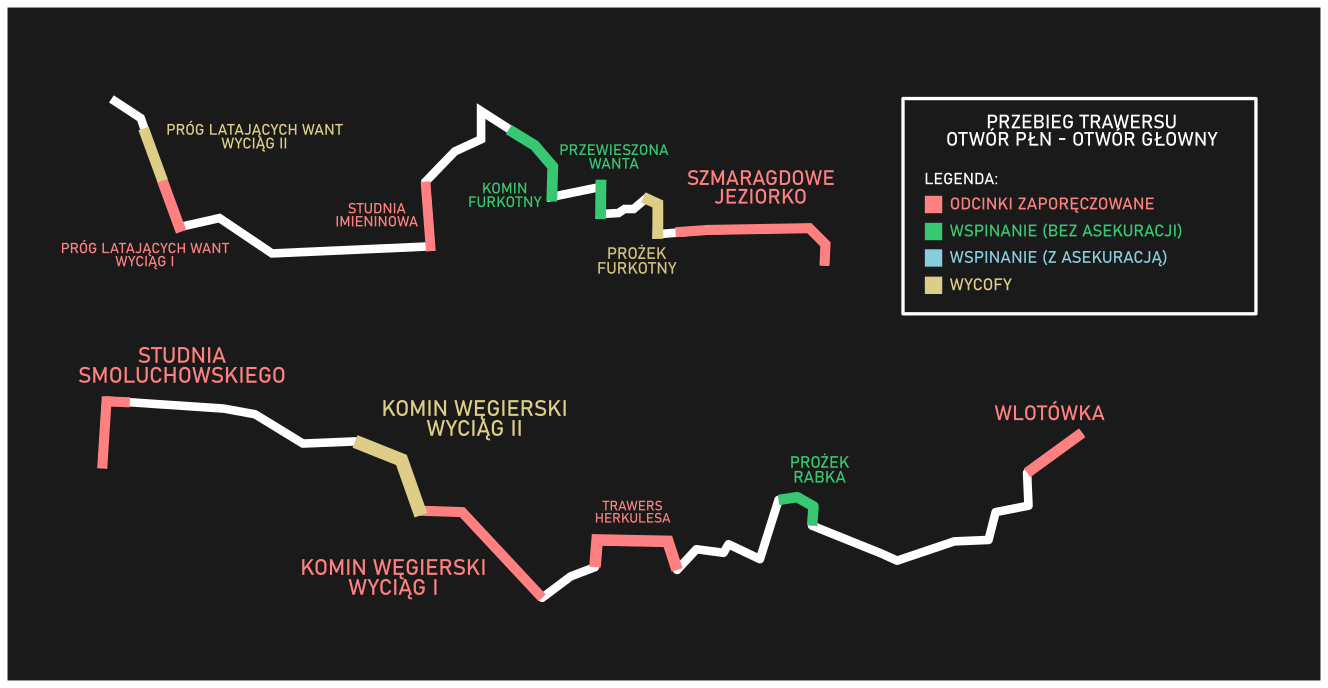 PRÓG LATAJĄCYCH WANT
WYCIĄG II
PRÓG LATAJĄCYCH WANT
WYCIĄG I
STUDNIA
IMIENINOWA
KOMIN
FURKOTNY
PRZEWIESZONA
WANTA
PROŻEK
FURKOTNY
SZMARAGDOWE
JEZIORKO
PRZEBIEG TRAWERSU
OTWÓR PŁN - OTWÓR GŁOWNY
LEGENDA:
ODCINKI ZAPORĘCZOWANE
WSPINANIE (BEZ ASEKURACJI)
WSPINANIE (Z ASEKURACJĄ)
WYCOFY
STUDNIA
SMOLUCHOWSKIEGO
KOMIN WĘGIERSKI
WYCIĄG II
KOMIN WĘGIERSKI
WYCIĄG I
TRAWERS
HERKULESA
PROŻEK
RABKA
WLOTÓWKA